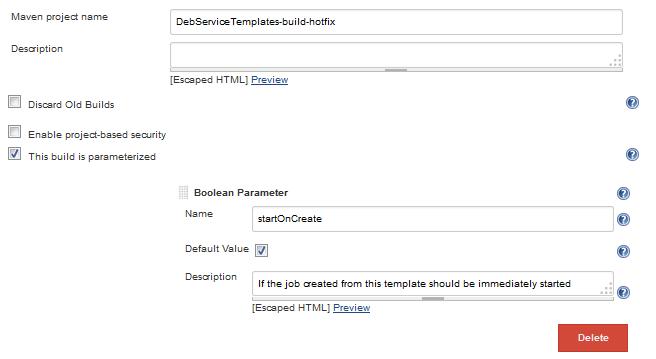 Maven project name
DebServiceTemplates-build-hotfix
Description
[Escaped HTML] Preview
Discard Old Builds
Enable project-based security
This build is parameterized
Boolean Parameter
Name
startOnCreate
Default Value
Description
If the job created from this template should be immediately started
[Escaped HTML] Preview
Delete